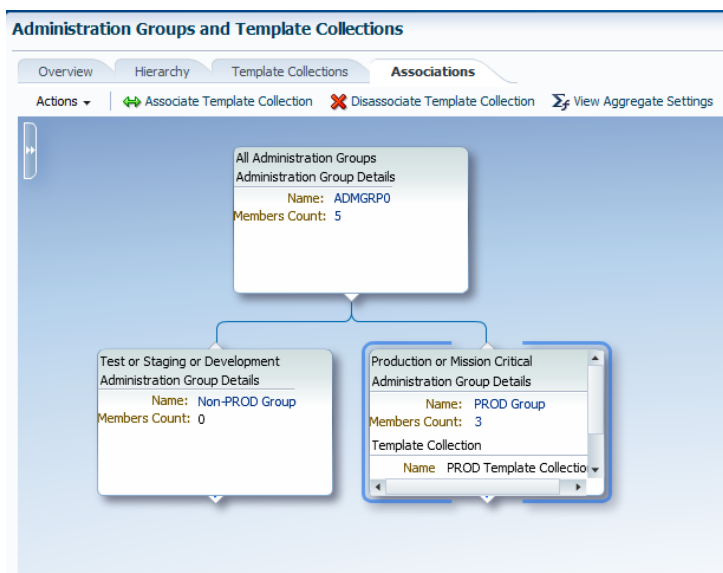 Administration Groups and Template Collections
Overview Hierarchy Template Collections Associations
Actions Associate Template Collection Disassociate Template Collection Σf View Aggregate Settings
All Administration Groups
Administration Group Details
Name: ADMGRP0
Members Count: 5
Test or Staging or Development
Administration Group Details
Name: Non-PROD Group
Members Count: 0
Production or Mission Critical
Administration Group Details
Name: PROD Group
Members Count: 3
Template Collection
Name PROD Template Collection